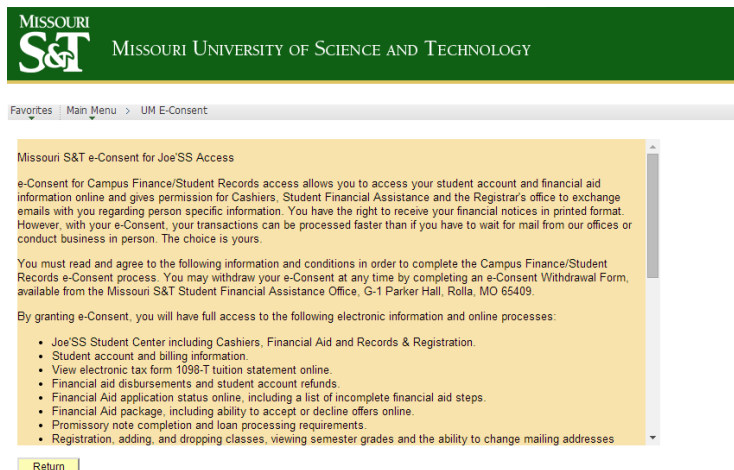 MISSOURI
S&T
MISSOURI UNIVERSITY OF SCIENCE AND TECHNOLOGY
Favorites Main Menu > UM E-Consent
Missouri S&T e-Consent for Joe'SS Access
e-Consent for Campus Finance/Student Records access allows you to access your student account and financial aid
information online and gives permission for Cashiers, Student Financial Assistance and the Registrar's office to exchange
emails with you regarding person specific information. You have the right to receive your financial notices in printed format.
However, with your e-Consent, your transactions can be processed faster than if you have to wait for mail from our offices or
conduct business in person. The choice is yours.
You must read and agree to the following information and conditions in order to complete the Campus Finance/Student
Records e-Consent process. You may withdraw your e-Consent at any time by completing an e-Consent Withdrawal Form,
available from the Missouri S&T Student Financial Assistance Office, G-1 Parker Hall, Rolla, MO 65409.
By granting e-Consent, you will have full access to the following electronic information and online processes:
• Joe'SS Student Center including Cashiers, Financial Aid and Records & Registration.
• Student account and billing information.
• View electronic tax form 1098-T tuition statement online.
• Financial aid disbursements and student account refunds.
• Financial Aid application status online, including a list of incomplete financial aid steps.
• Financial Aid package, including ability to accept or decline offers online.
• Promissory note completion and loan processing requirements.
• Registration, adding, and dropping classes, viewing semester grades and the ability to change mailing addresses
Return